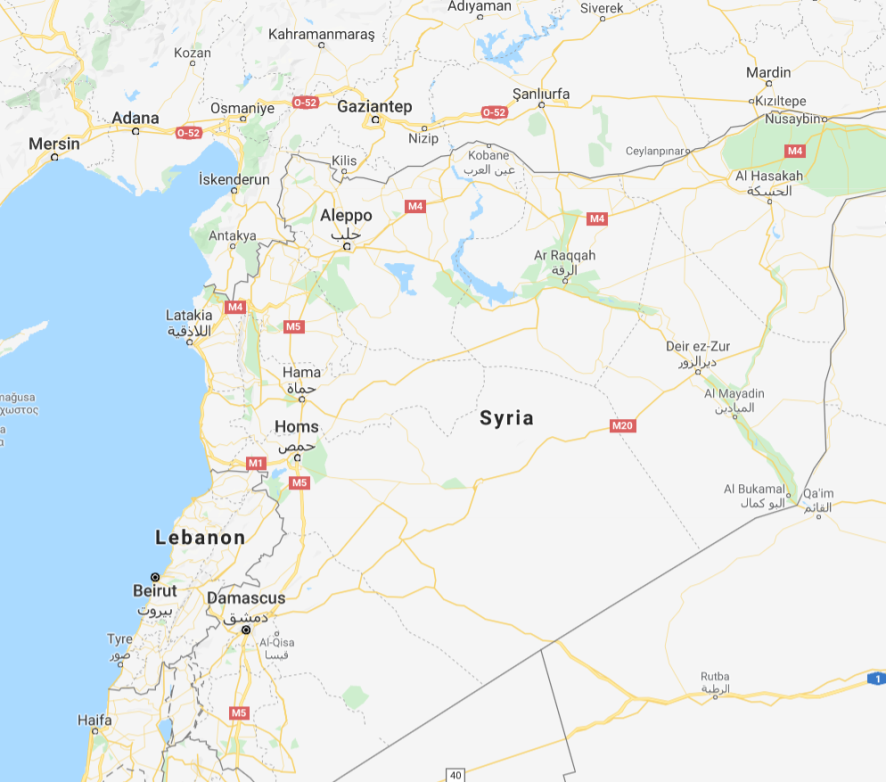 Adıyaman
Siverek
Kahramanmaraş
Kozan
Mardin
Şanlıurfa
Kızıltepe
Osmaniye
O-52
Gaziantep
O-52
Adana
O-52
Nusaybin
Nizip
Mersin
Kilis
Kobane
عين العرب
Ceylanpınar
M4
İskenderun
Al Hasakah
الحسكة
M4
Aleppo
حلب
M4
Antakya
Ar Raqqah
الرقة
M4
Latakia
اللاذقية
M5
Deir ez-Zur
ديرالزور
Hama
حماة
Al Mayadin
الميادين
mağusa
χωστος
a
Syria
M20
Homs
حمص
M1
M5
Al Bukamal
البو كمال
Qa'im
القائم
Lebanon
Beirut
بيروت
Damascus
دمشق
Tyre
صور
Al-Qisa
قيسا
Rutba
الرطبة
1
M5
Haifa
40